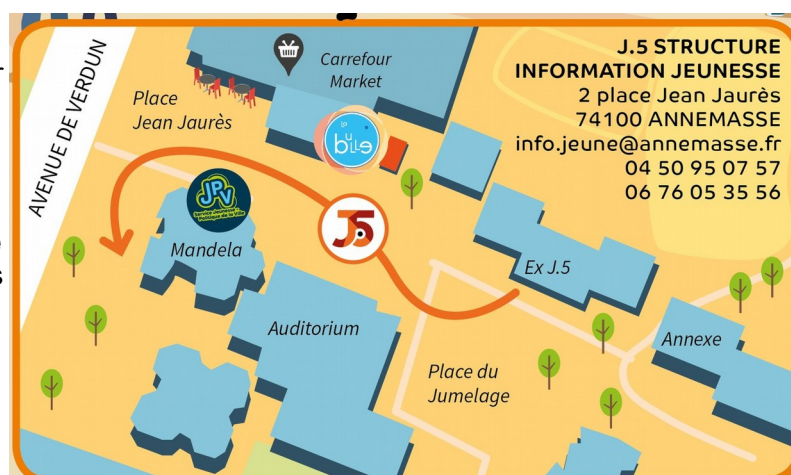 J.5 STRUCTURE
INFORMATION JEUNESSE
2 place Jean Jaurès
74100 ANNEMASSE
info.jeune@annemasse.fr
04 50 95 07 57
06 76 05 35 56
Carrefour
Market
Place
Jean Jaurès
AVENUE DE VERDUN
la
bulle
JPV
J5
Mandela
Ex J.5
Auditorium
Annexe
Place du
Jumelage